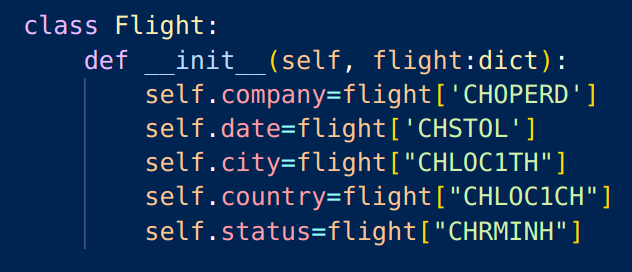 class Flight:
    def __init__(self, flight:dict):
        self.company=flight['CHOPERD']
        self.date=flight['CHSTOL']
        self.city=flight["CHLOC1TH"]
        self.country=flight["CHLOC1CH"]
        self.status=flight["CHRMINH"]